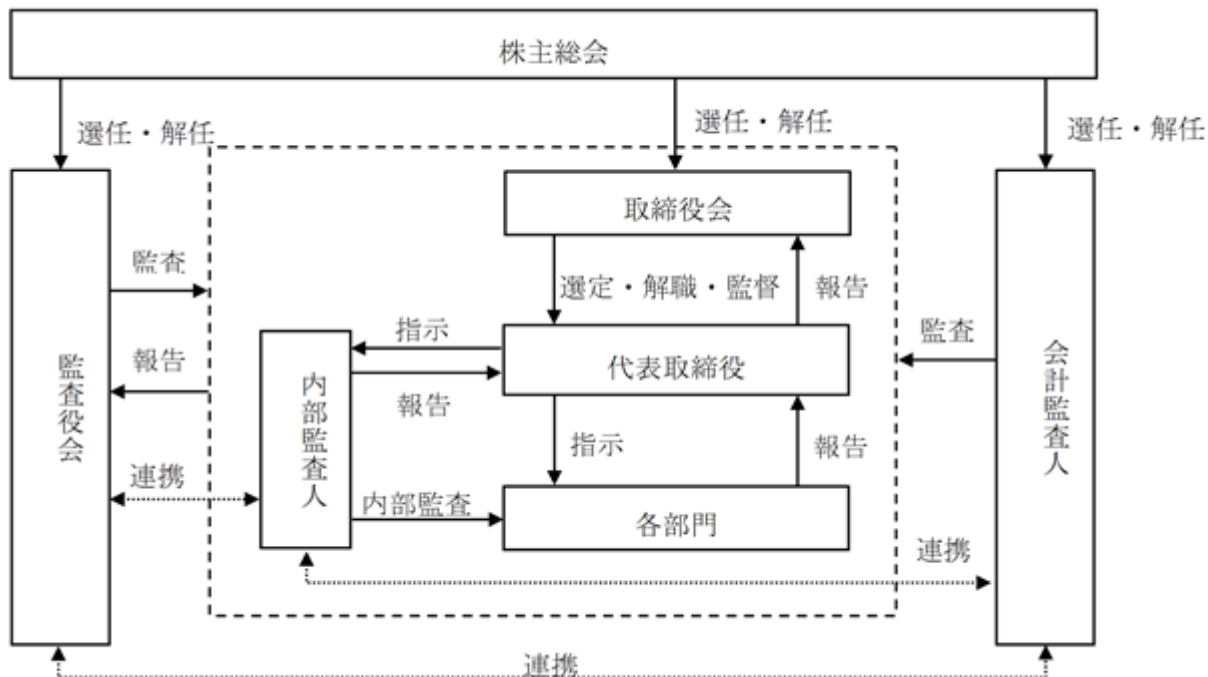 株主総会
選任・解任
選任・解任
選任・解任
取締役会
監査
選定・解職・監督
報告
指示
代表取締役
監査
報告
報告
監査役会
内部監査人
会計監査人
指示
報告
連携
内部監査
各部門
連携
連携